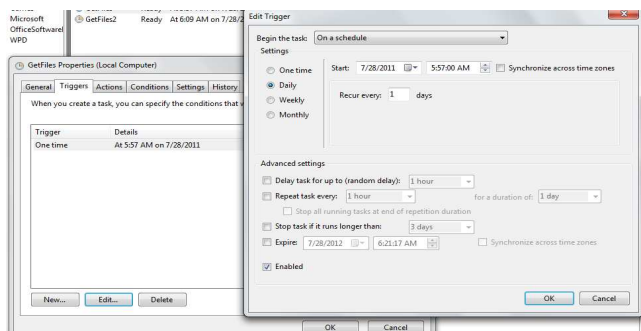 Microsoft
OfficeSoftwarel
WPD
GetFiles2 Ready At 6:09 AM on 7/28/2
GetFiles Properties (Local Computer)
General Triggers Actions Conditions Settings History
When you create a task, you can specify the conditions that w
Trigger Details
One time At 5:57 AM on 7/28/2011
New... Edit... Delete
OK Cancel
Edit Trigger
Begin the task: On a schedule
Settings
One time
Daily
Weekly
Monthly
Start: 7/28/2011 5:57:00 AM Synchronize across time zones
Recur every: 1 days
Advanced settings
Delay task for up to (random delay): 1 hour
Repeat task every: 1 hour for a duration of: 1 day
Stop all running tasks at end of repetition duration
Stop task if it runs longer than: 3 days
Expire: 7/28/2012 6:21:17 AM Synchronize across time zones
Enabled
OK Cancel